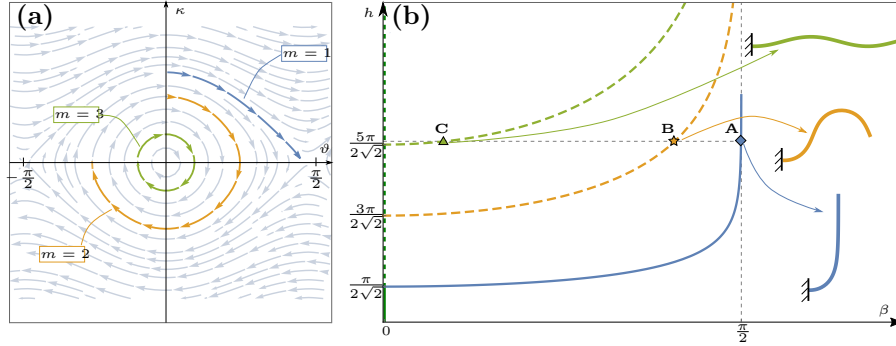 (a)
κ
m = 1
m = 3
ϑ
− π/2
π/2
m = 2
(b)
h
5π/2√2
3π/2√2
π/2√2
C
B
A
0
π/2
β